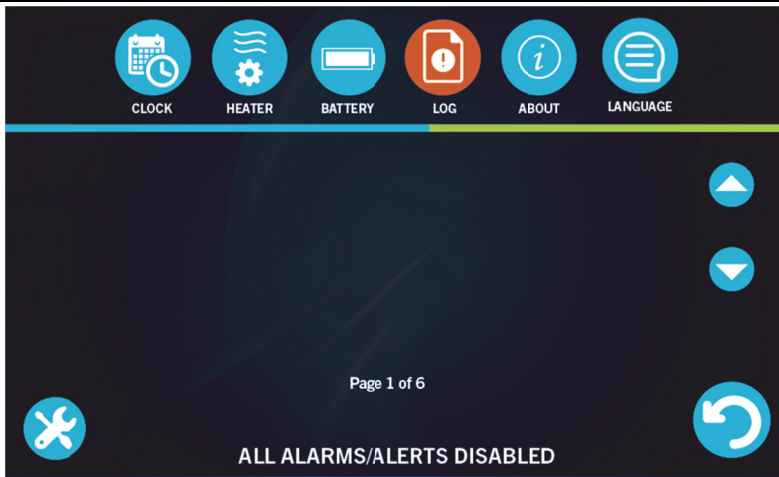 CLOCK HEATER BATTERY LOG ABOUT LANGUAGE
Page 1 of 6
ALL ALARMS/ALERTS DISABLED